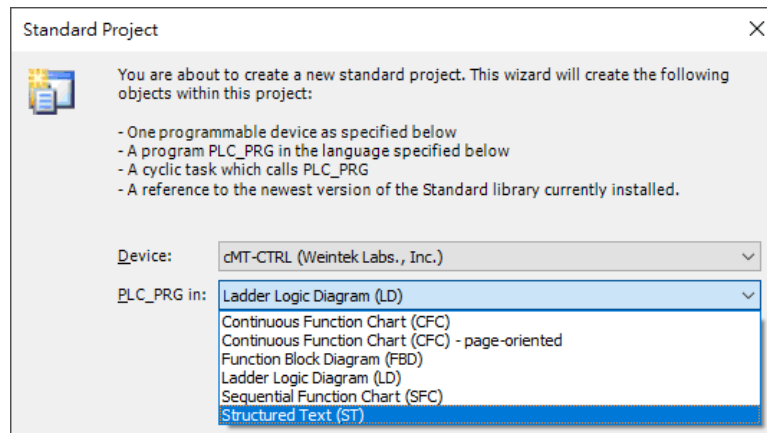 Standard Project
You are about to create a new standard project. This wizard will create the following
objects within this project:
- One programmable device as specified below
- A program PLC_PRG in the language specified below
- A cyclic task which calls PLC_PRG
- A reference to the newest version of the Standard library currently installed.
Device: cMT-CTRL (Weintek Labs., Inc.)
PLC_PRG in: Ladder Logic Diagram (LD)
Continuous Function Chart (CFC)
Continuous Function Chart (CFC) - page-oriented
Function Block Diagram (FBD)
Ladder Logic Diagram (LD)
Sequential Function Chart (SFC)
Structured Text (ST)